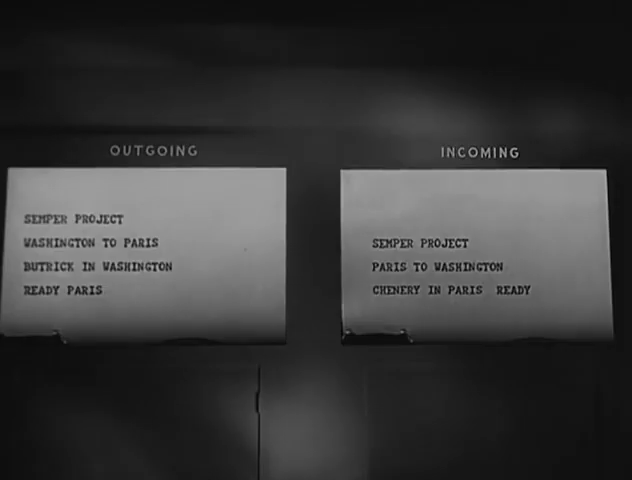 OUTGOING
SEMPER PROJECT
WASHINGTON TO PARIS
BUTRICK IN WASHINGTON
READY PARIS
INCOMING
SEMPER PROJECT
PARIS TO WASHINGTON
CHENERY IN PARIS READY